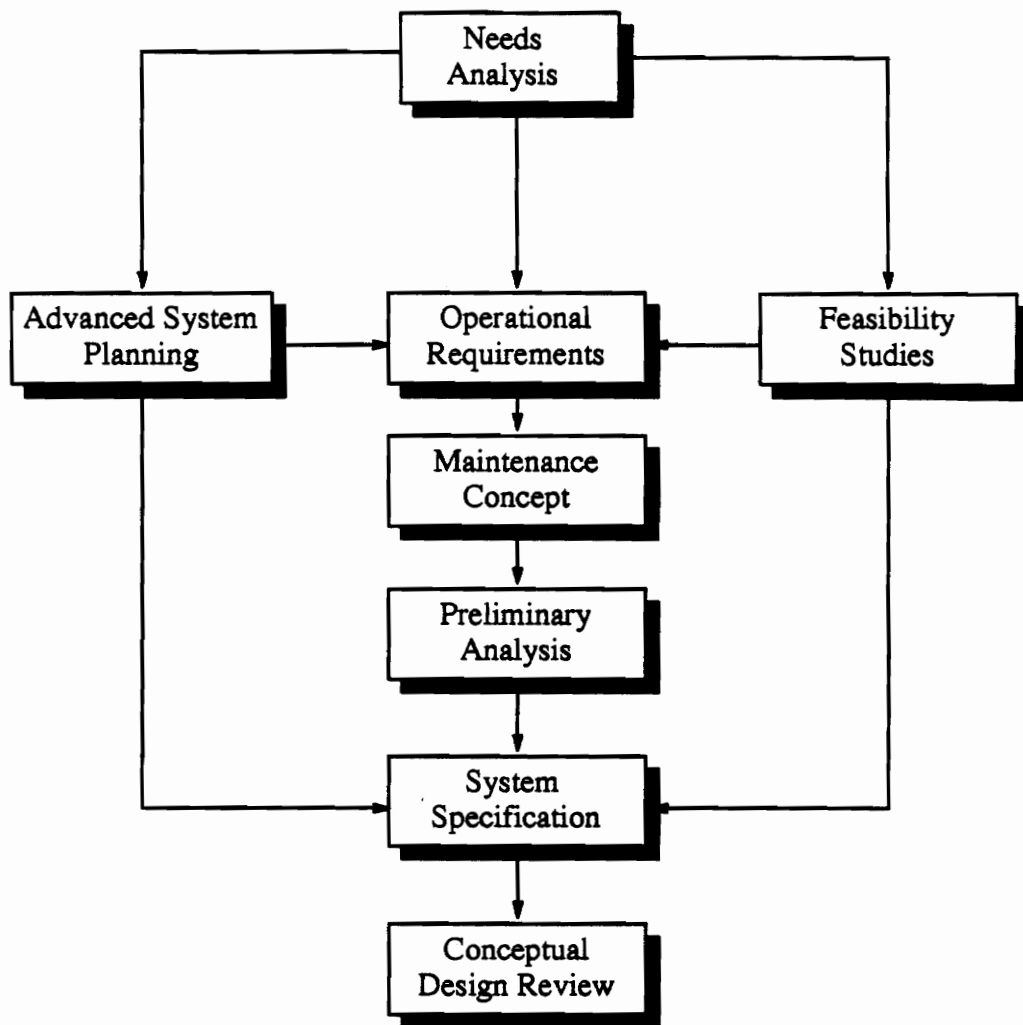 Needs
Analysis
Advanced System
Planning
Operational
Requirements
Feasibility
Studies
Maintenance
Concept
Preliminary
Analysis
System
Specification
Conceptual
Design Review